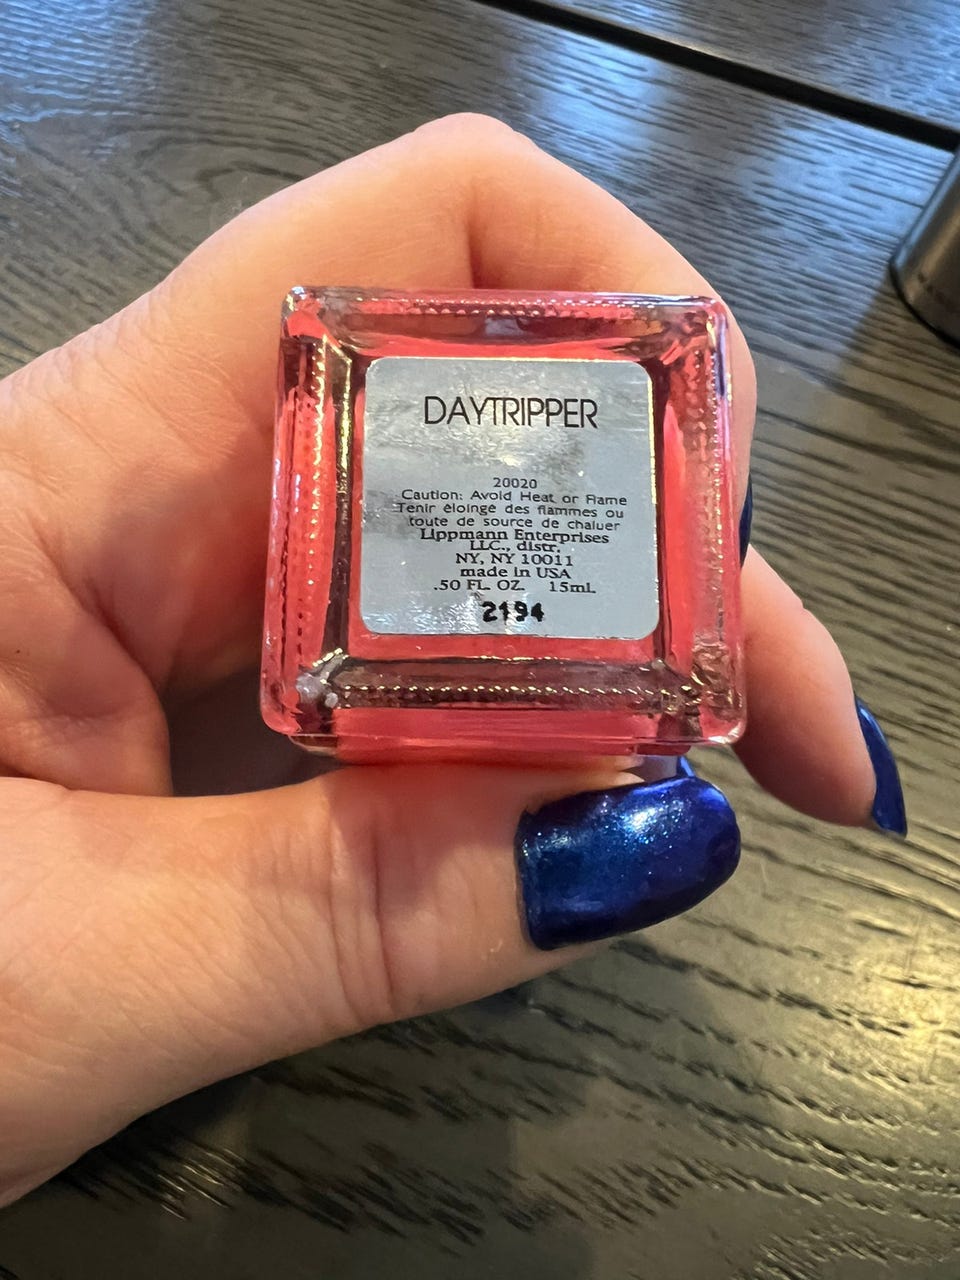 DAYTRIPPER
20020
Caution: Avoid Heat or Flame
Tenir éloingé des flammes ou
toute de source de chaluer
Lippmann Enterprises
LLC., distr.
NY, NY 10011
made in USA
.50 FL. OZ. 15mL
2194